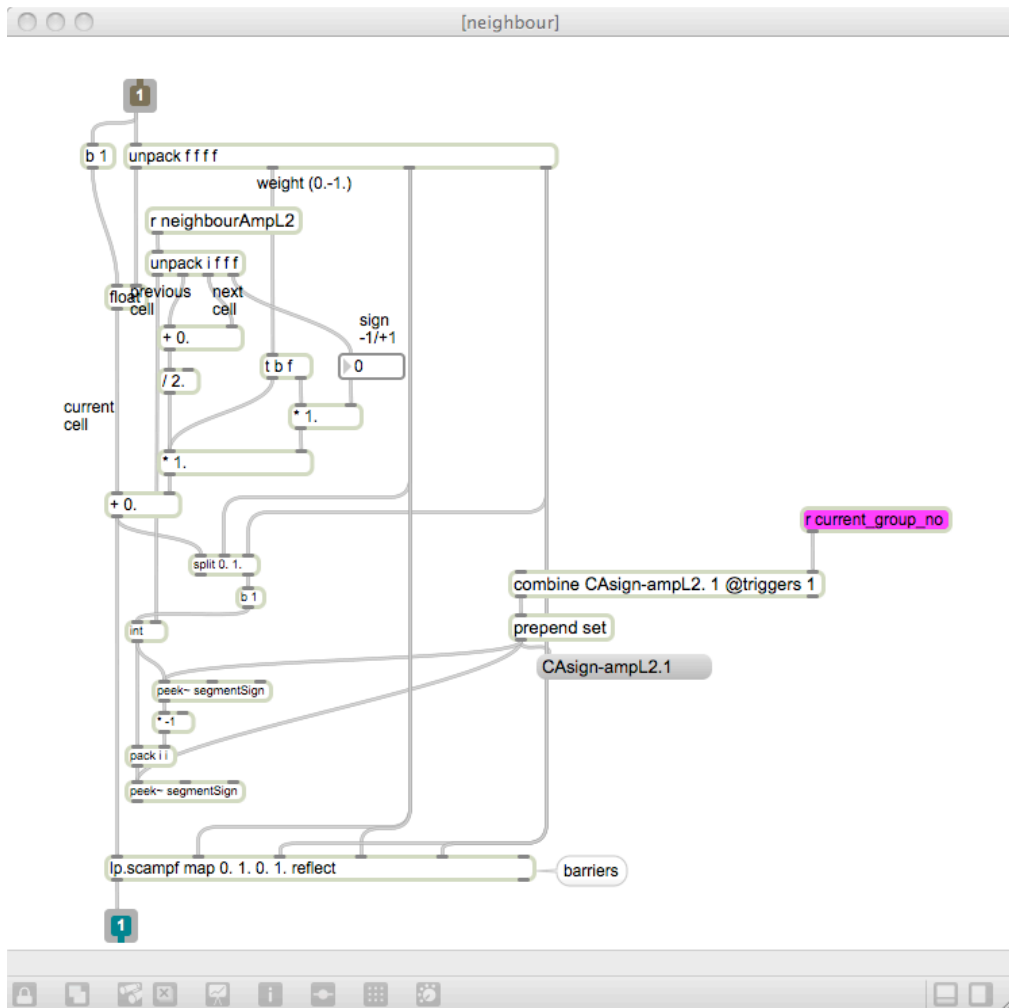 [neighbour]
1
b 1
unpack f f f f
weight (0.-1.)
r neighbourAmpL2
unpack i f f f
float
previous
cell
next
cell
sign
-1/+1
+ 0.
0
t b f
/ 2.
current
cell
* 1.
* 1.
+ 0.
r current_group_no
split 0. 1.
combine CAsign-ampL2. 1 @triggers 1
b 1
int
prepend set
CAsign-ampL2.1
peek~ segmentSign
* -1
pack i i
peek~ segmentSign
lp.scampf map 0. 1. 0. 1. reflect
barriers
1
i